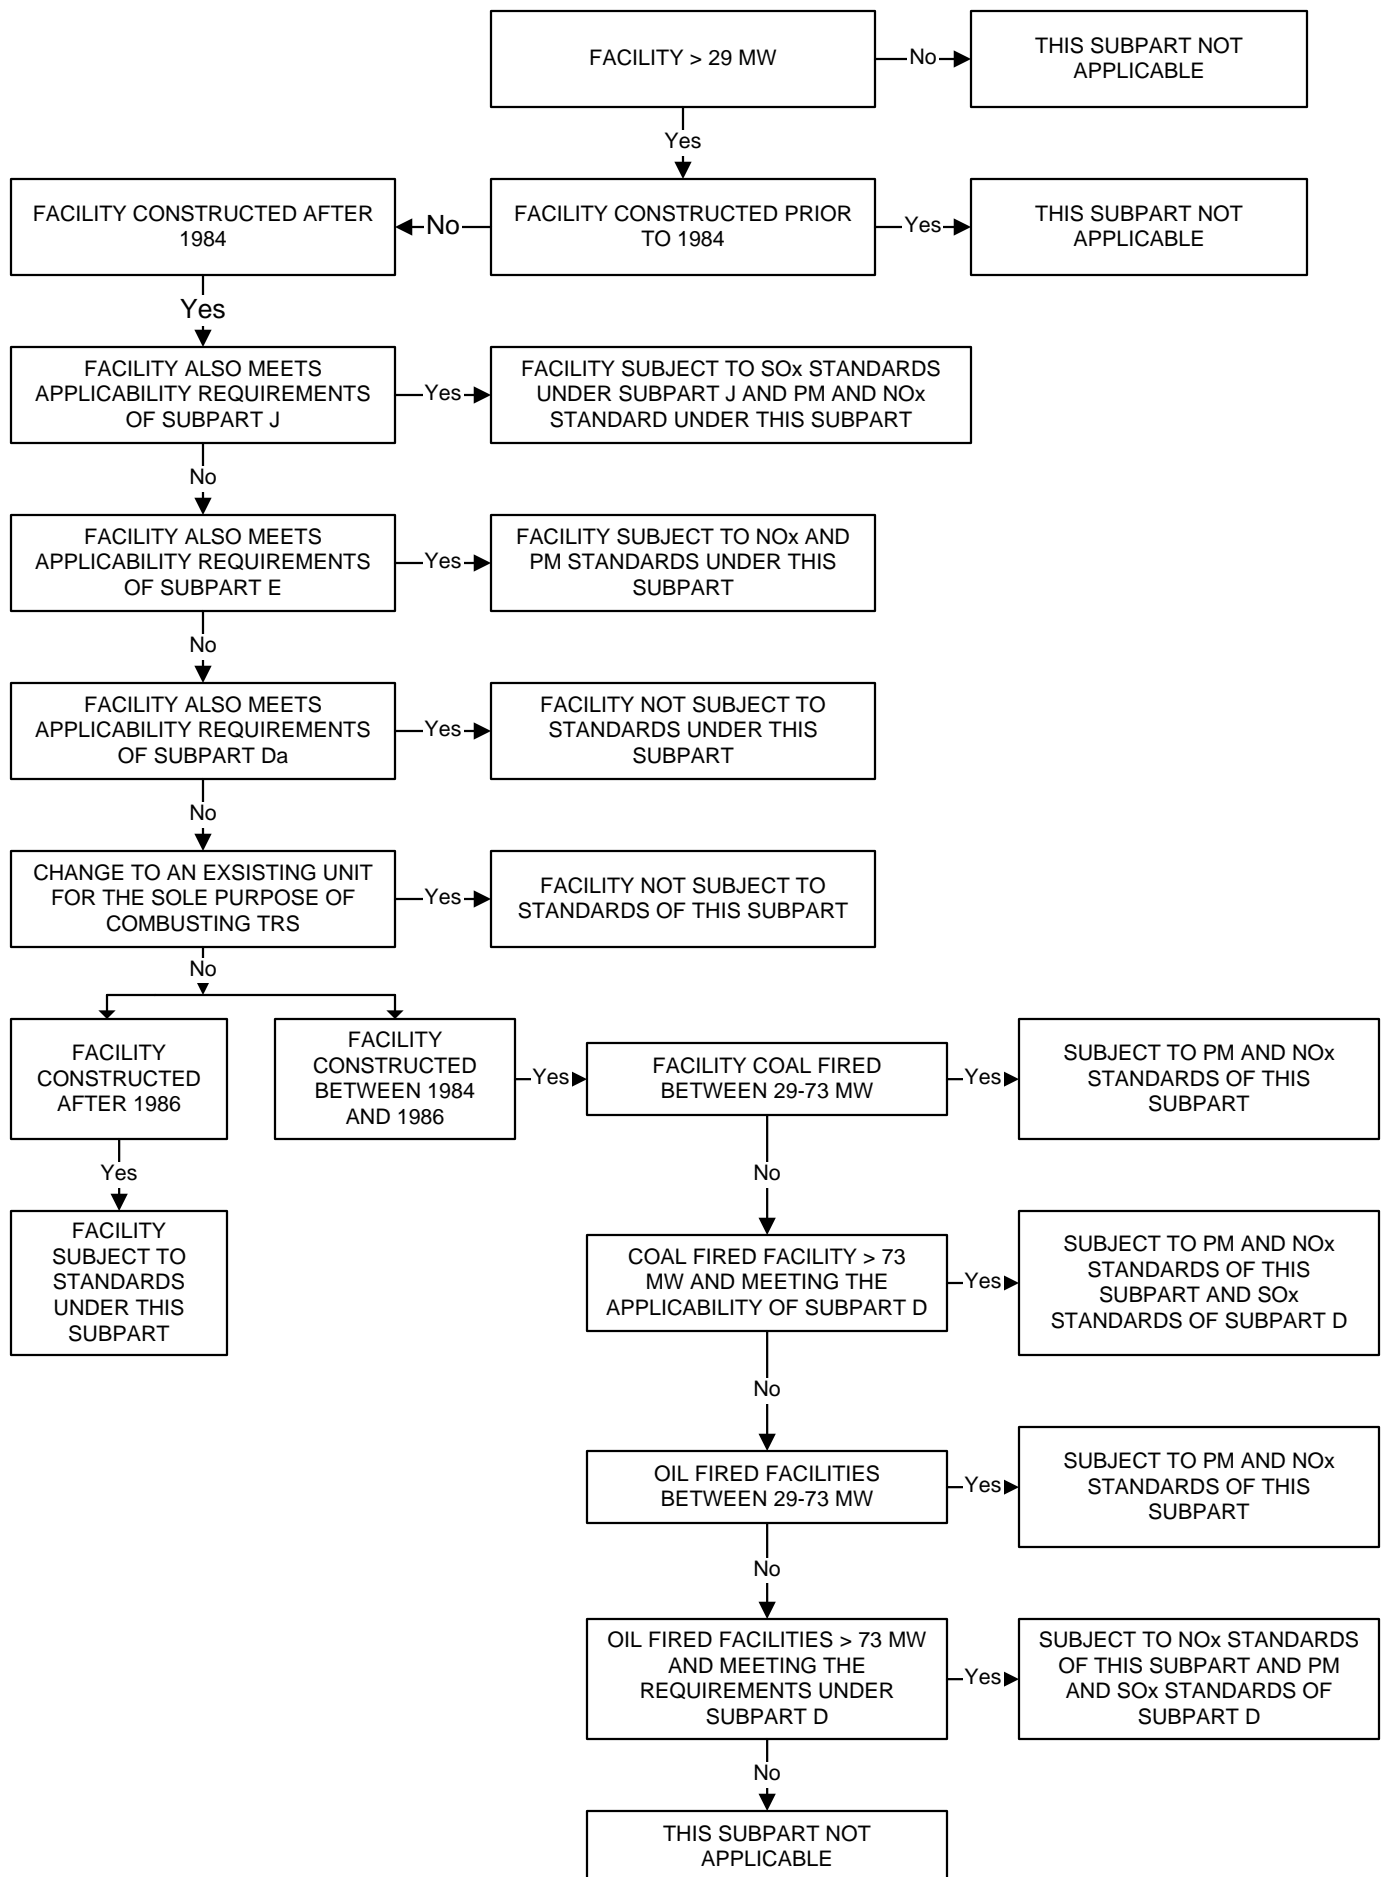 FACILITY > 29 MW
No
THIS SUBPART NOT
APPLICABLE
Yes
FACILITY CONSTRUCTED AFTER
1984
No
FACILITY CONSTRUCTED PRIOR
TO 1984
Yes
THIS SUBPART NOT
APPLICABLE
Yes
FACILITY ALSO MEETS
APPLICABILITY REQUIREMENTS
OF SUBPART J
Yes
FACILITY SUBJECT TO SOx STANDARDS
UNDER SUBPART J AND PM AND NOx
STANDARD UNDER THIS SUBPART
No
FACILITY ALSO MEETS
APPLICABILITY REQUIREMENTS
OF SUBPART E
Yes
FACILITY SUBJECT TO NOx AND
PM STANDARDS UNDER THIS
SUBPART
No
FACILITY ALSO MEETS
APPLICABILITY REQUIREMENTS
OF SUBPART Da
Yes
FACILITY NOT SUBJECT TO
STANDARDS UNDER THIS
SUBPART
No
CHANGE TO AN EXSISTING UNIT
FOR THE SOLE PURPOSE OF
COMBUSTING TRS
Yes
FACILITY NOT SUBJECT TO
STANDARDS OF THIS SUBPART
No
FACILITY
CONSTRUCTED
AFTER 1986
FACILITY
CONSTRUCTED
BETWEEN 1984
AND 1986
Yes
FACILITY COAL FIRED
BETWEEN 29-73 MW
Yes
SUBJECT TO PM AND NOx
STANDARDS OF THIS
SUBPART
Yes
No
FACILITY
SUBJECT TO
STANDARDS
UNDER THIS
SUBPART
COAL FIRED FACILITY > 73
MW AND MEETING THE
APPLICABILITY OF SUBPART D
Yes
SUBJECT TO PM AND NOx
STANDARDS OF THIS
SUBPART AND SOx
STANDARDS OF SUBPART D
No
OIL FIRED FACILITIES
BETWEEN 29-73 MW
Yes
SUBJECT TO PM AND NOx
STANDARDS OF THIS
SUBPART
No
OIL FIRED FACILITIES > 73 MW
AND MEETING THE
REQUIREMENTS UNDER
SUBPART D
Yes
SUBJECT TO NOx STANDARDS
OF THIS SUBPART AND PM
AND SOx STANDARDS OF
SUBPART D
No
THIS SUBPART NOT
APPLICABLE